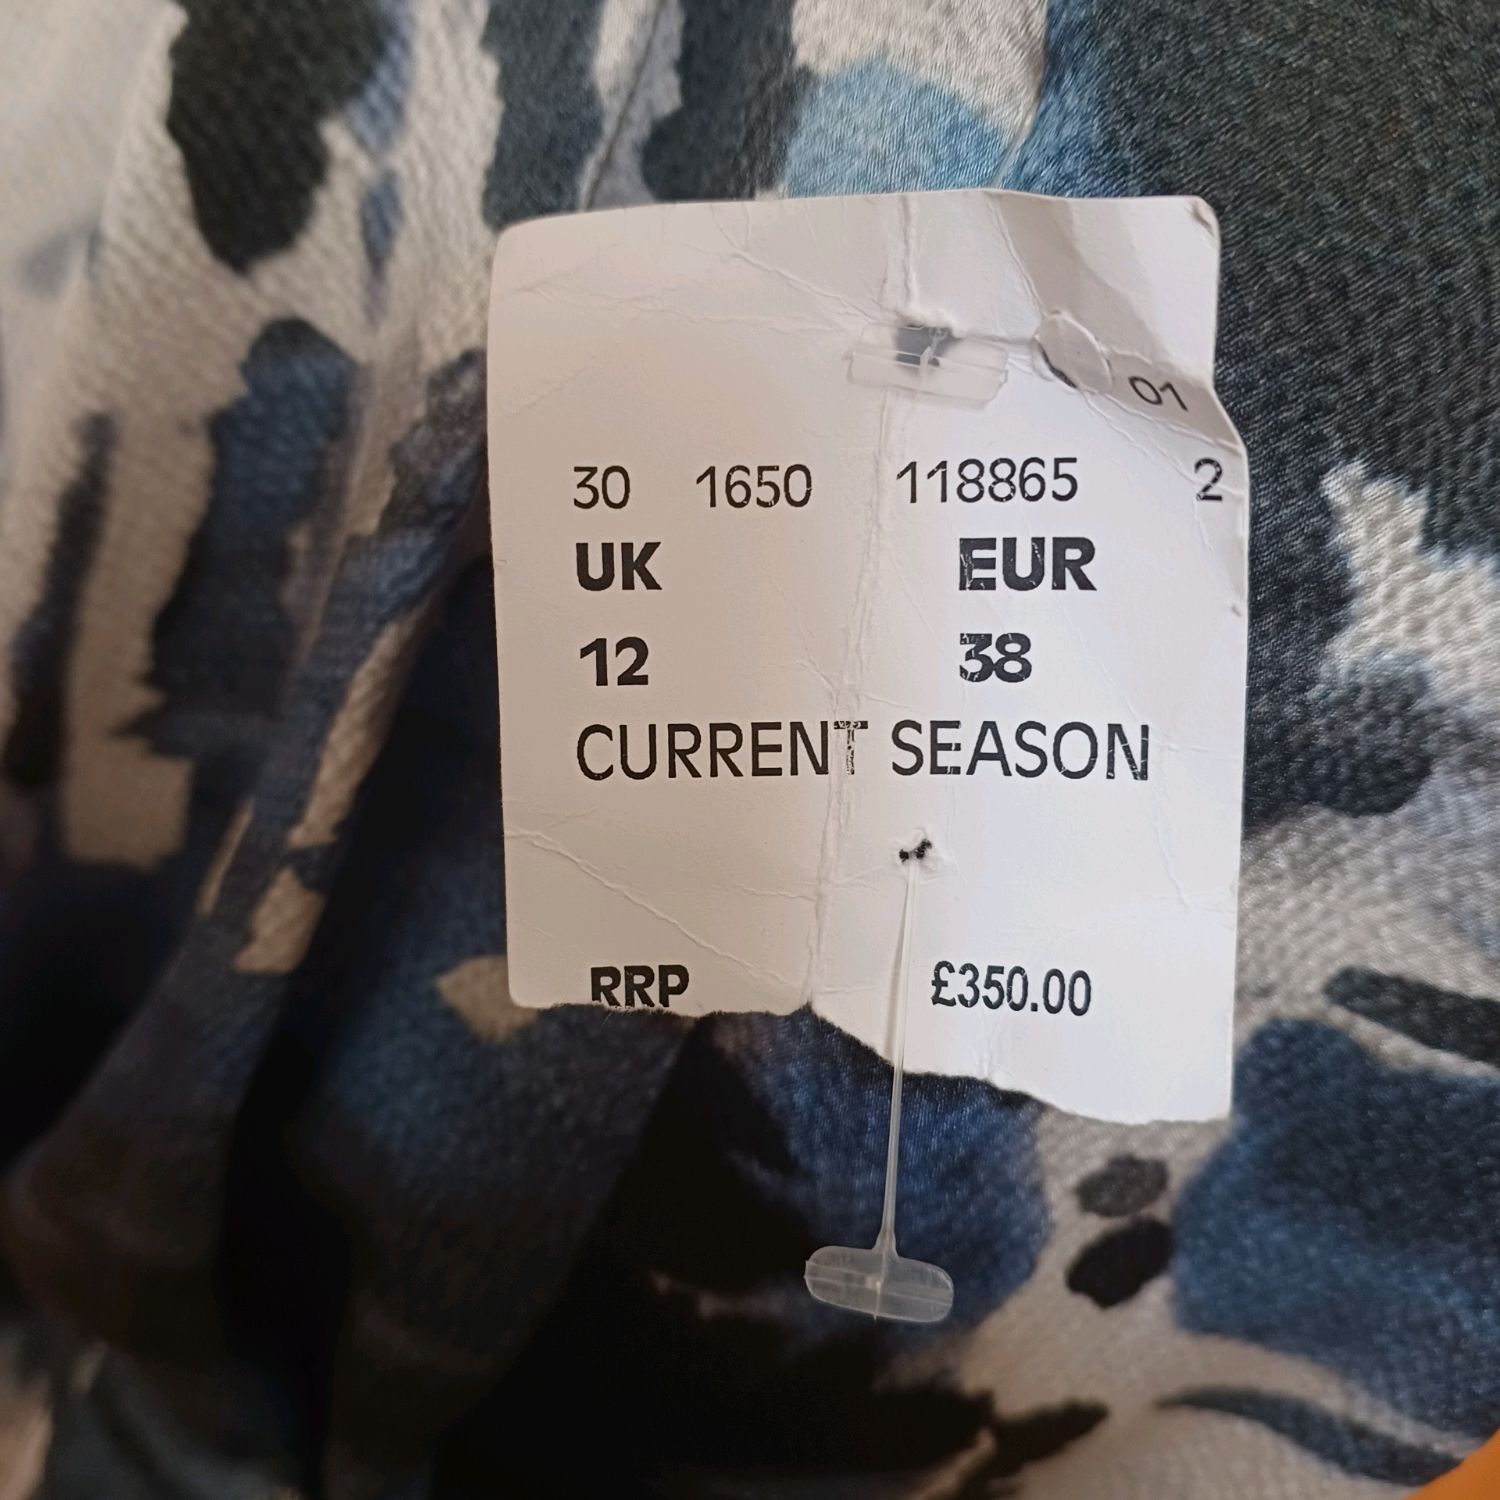 01
30 1650 118865 2
UK EUR
12 38
CURRENT SEASON
RRP £350.00